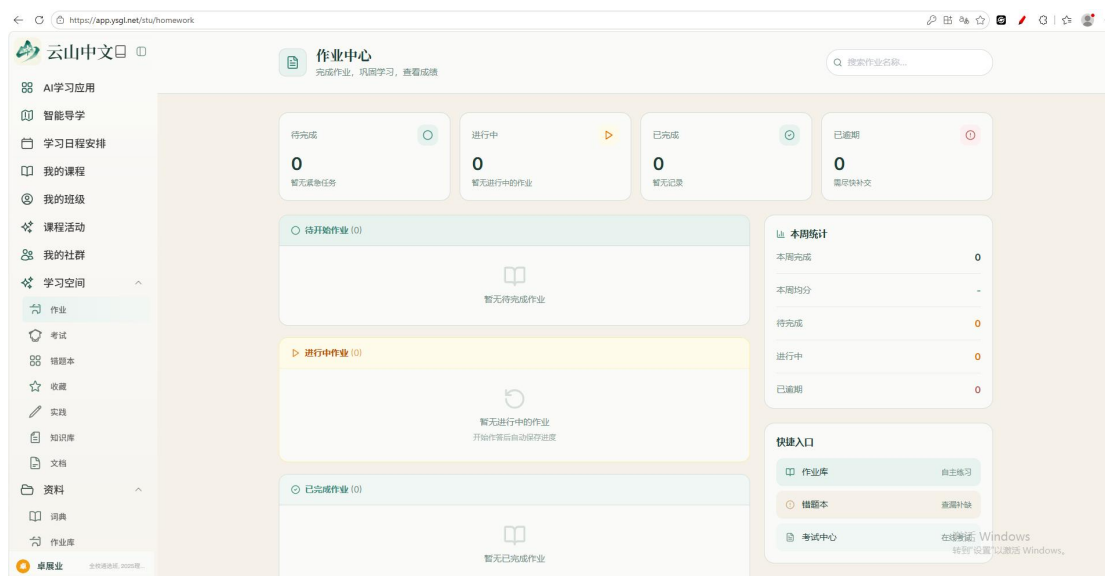 https://app.ysgl.net/stu/homework
云山中文
AI学习应用
智能导学
学习日程安排
我的课程
我的班级
课程活动
我的社群
学习空间
作业
考试
错题本
收藏
实践
知识库
文档
资料
词典
作业库
卓展业
作业中心
完成作业，巩固学习，查看成绩
搜索作业名称...
待完成
0
暂无紧急任务
进行中
0
暂无进行中的作业
已完成
0
暂无记录
已逾期
0
需尽快补交
待开始作业 (0)
暂无待完成作业
进行中作业 (0)
暂无进行中的作业
开始作答后自动保存进度
已完成作业 (0)
暂无已完成作业
本周统计
本周完成 0
本周均分 -
待完成 0
进行中 0
已逾期 0
快捷入口
作业库 自主练习
错题本 查漏补缺
考试中心 在线考试
激活 Windows
转到"设置"以激活 Windows。